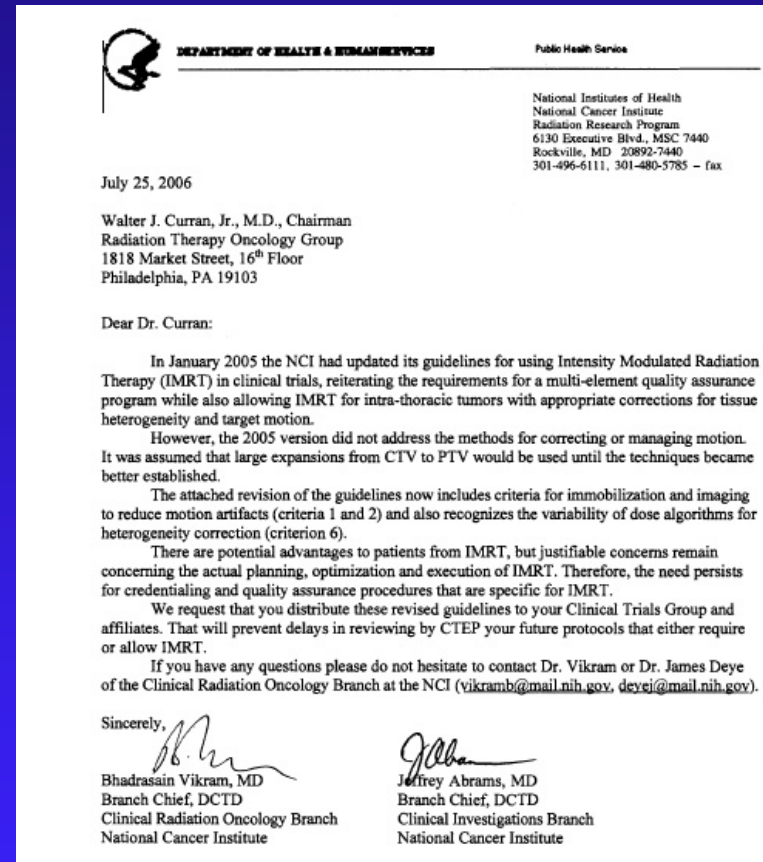 DEPARTMENT OF HEALTH & HUMAN SERVICES
Public Health Service
National Institutes of Health
National Cancer Institute
Radiation Research Program
6130 Executive Blvd., MSC 7440
Rockville, MD 20892-7440
301-496-6111, 301-480-5785 – fax
July 25, 2006
Walter J. Curran, Jr., M.D., Chairman
Radiation Therapy Oncology Group
1818 Market Street, 16th Floor
Philadelphia, PA 19103
Dear Dr. Curran:
In January 2005 the NCI had updated its guidelines for using Intensity Modulated Radiation
Therapy (IMRT) in clinical trials, reiterating the requirements for a multi-element quality assurance
program while also allowing IMRT for intra-thoracic tumors with appropriate corrections for tissue
heterogeneity and target motion.
However, the 2005 version did not address the methods for correcting or managing motion.
It was assumed that large expansions from CTV to PTV would be used until the techniques became
better established.
The attached revision of the guidelines now includes criteria for immobilization and imaging
to reduce motion artifacts (criteria 1 and 2) and also recognizes the variability of dose algorithms for
heterogeneity correction (criterion 6).
There are potential advantages to patients from IMRT, but justifiable concerns remain
concerning the actual planning, optimization and execution of IMRT. Therefore, the need persists
for credentialing and quality assurance procedures that are specific for IMRT.
We request that you distribute these revised guidelines to your Clinical Trials Group and
affiliates. That will prevent delays in reviewing by CTEP your future protocols that either require
or allow IMRT.
If you have any questions please do not hesitate to contact Dr. Vikram or Dr. James Deye
of the Clinical Radiation Oncology Branch at the NCI (vikramb@mail.nih.gov, deyej@mail.nih.gov).
Sincerely,
Bhadrasain Vikram, MD
Branch Chief, DCTD
Clinical Radiation Oncology Branch
National Cancer Institute
Jeffrey Abrams, MD
Branch Chief, DCTD
Clinical Investigations Branch
National Cancer Institute